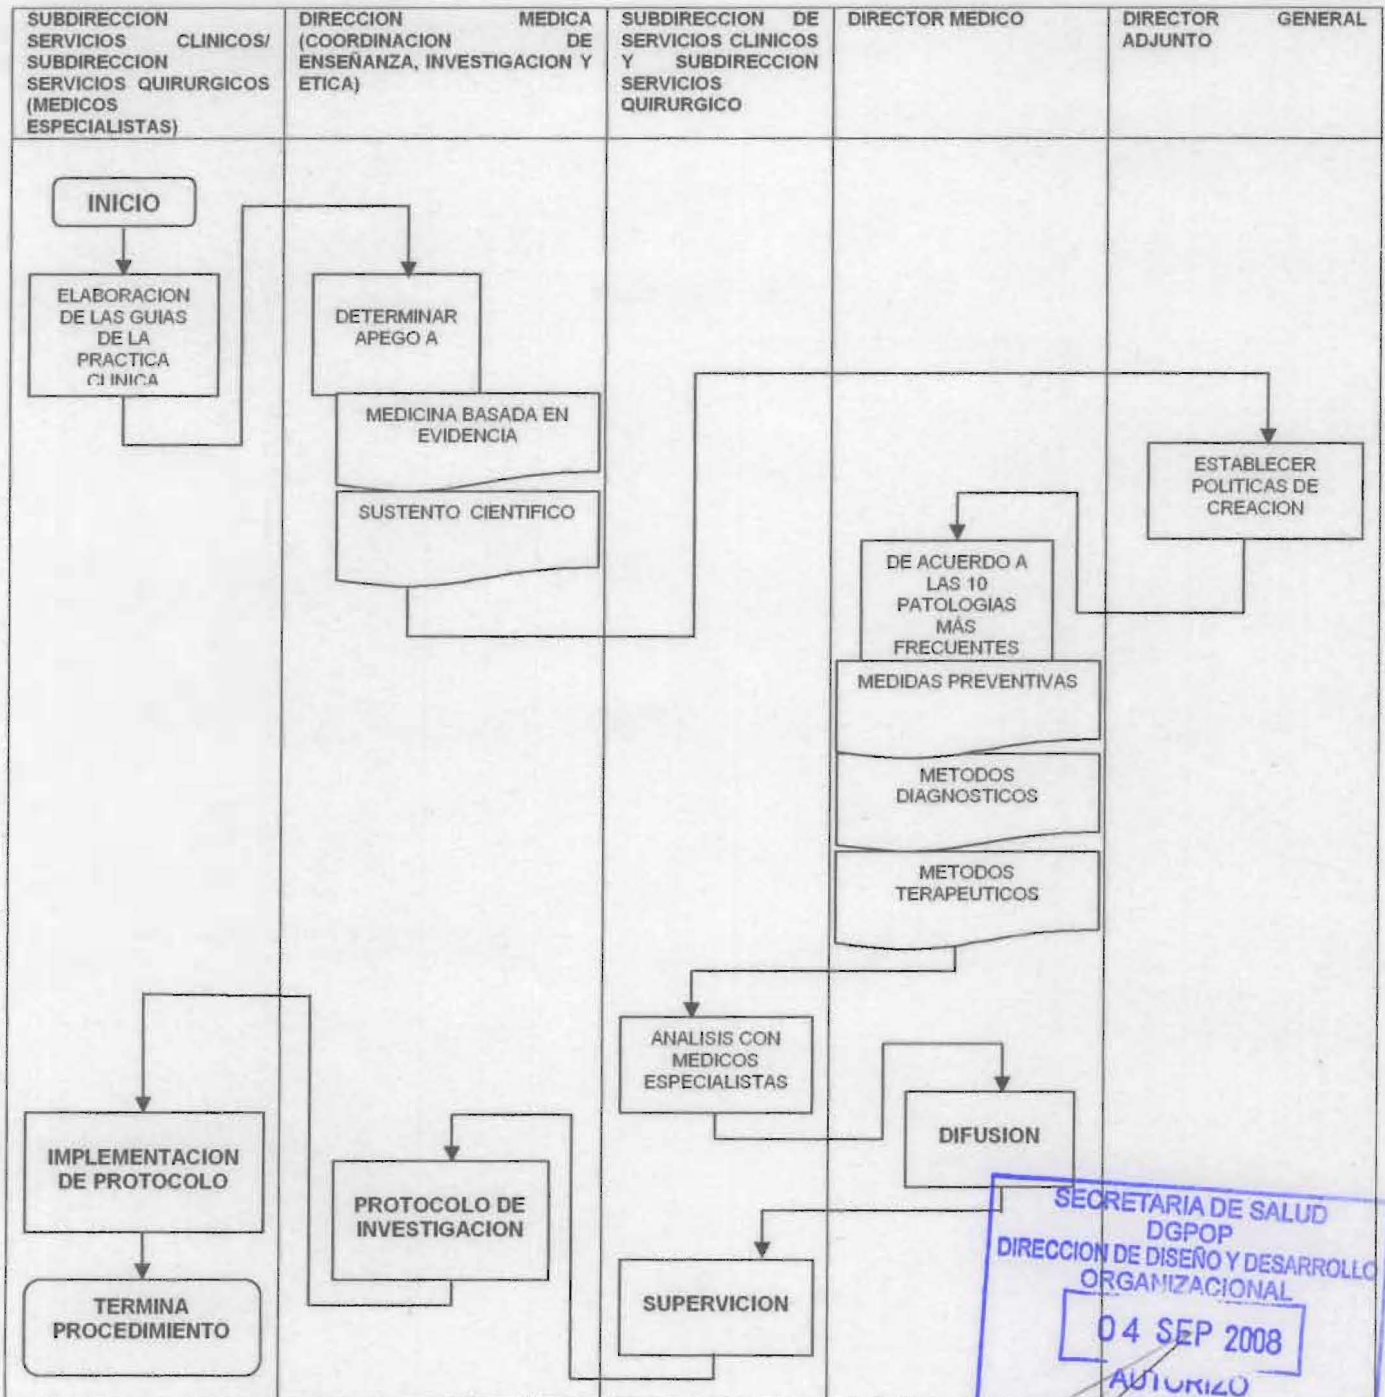 SUBDIRECCION
SERVICIOS CLINICOS/
SUBDIRECCION
SERVICIOS QUIRURGICOS
(MEDICOS
ESPECIALISTAS)
DIRECCION MEDICA
(COORDINACION DE
ENSEÑANZA, INVESTIGACION Y
ETICA)
SUBDIRECCION DE
SERVICIOS CLINICOS
Y SUBDIRECCION
SERVICIOS
QUIRURGICO
DIRECTOR MEDICO
DIRECTOR GENERAL
ADJUNTO
INICIO
ELABORACION
DE LAS GUIAS
DE LA
PRACTICA
CLINICA
DETERMINAR
APEGO A
MEDICINA BASADA EN
EVIDENCIA
SUSTENTO CIENTIFICO
ESTABLECER
POLITICAS DE
CREACION
DE ACUERDO A
LAS 10
PATOLOGIAS
MÁS
FRECUENTES
MEDIDAS PREVENTIVAS
METODOS
DIAGNOSTICOS
METODOS
TERAPEUTICOS
ANALISIS CON
MEDICOS
ESPECIALISTAS
DIFUSION
SUPERVICION
PROTOCOLO DE
INVESTIGACION
IMPLEMENTACION
DE PROTOCOLO
TERMINA
PROCEDIMIENTO
SECRETARIA DE SALUD
DGPOP
DIRECCION DE DISEÑO Y DESARROLLO
ORGANIZACIONAL
04 SEP 2008
AUTORIZO